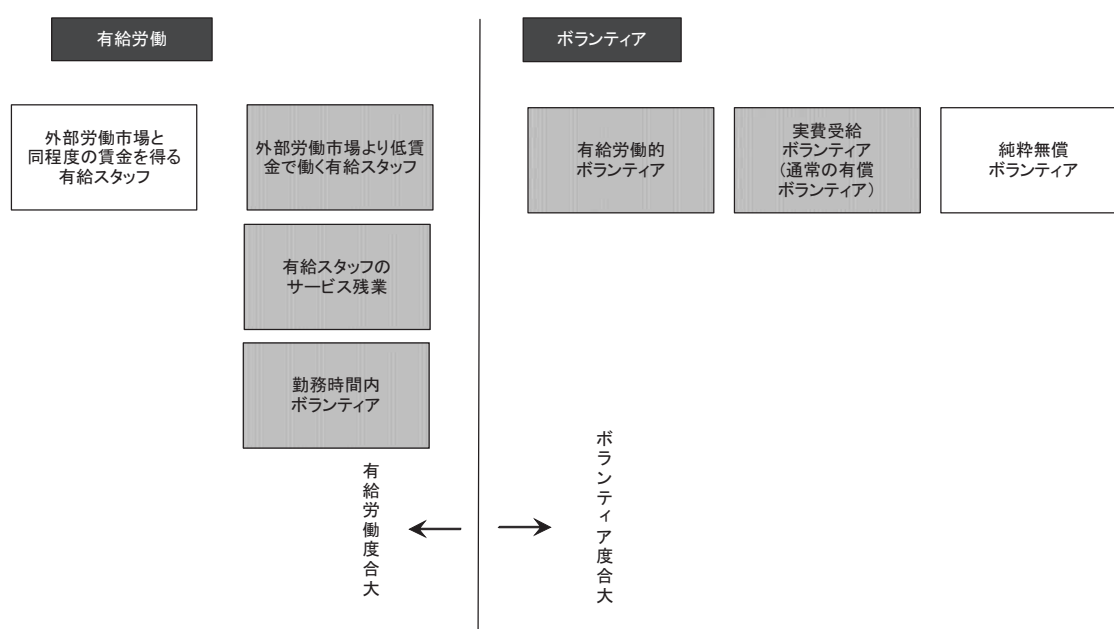 有給労働
ボランティア
外部労働市場と
同程度の賃金を得る
有給スタッフ
外部労働市場より低賃
金で働く有給スタッフ
有給労働的
ボランティア
実費受給
ボランティア
（通常の有償
ボランティア）
純粋無償
ボランティア
有給スタッフの
サービス残業
勤務時間内
ボランティア
有給労働度合大
ボランティア度合大